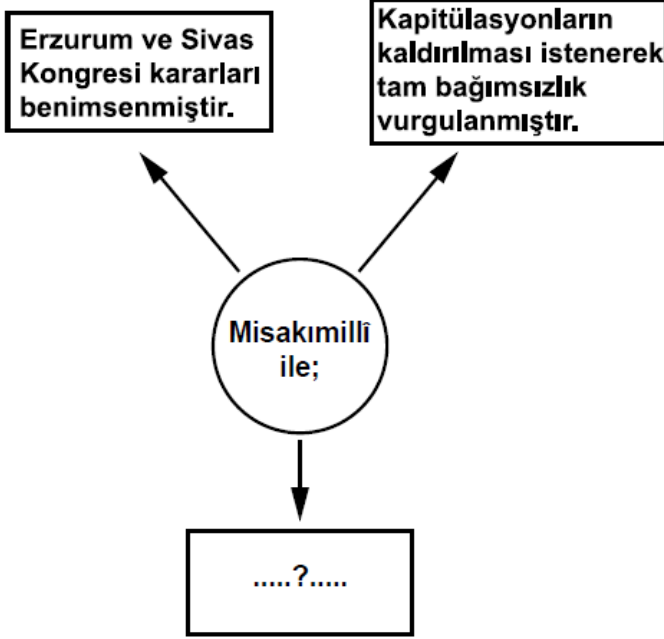 Erzurum ve Sivas
Kongresi kararları
benimsenmiştir.
Kapitülasyonların
kaldırılması istenerek
tam bağımsızlık
vurgulanmıştır.
Misakımillî
ile;
.....?.....